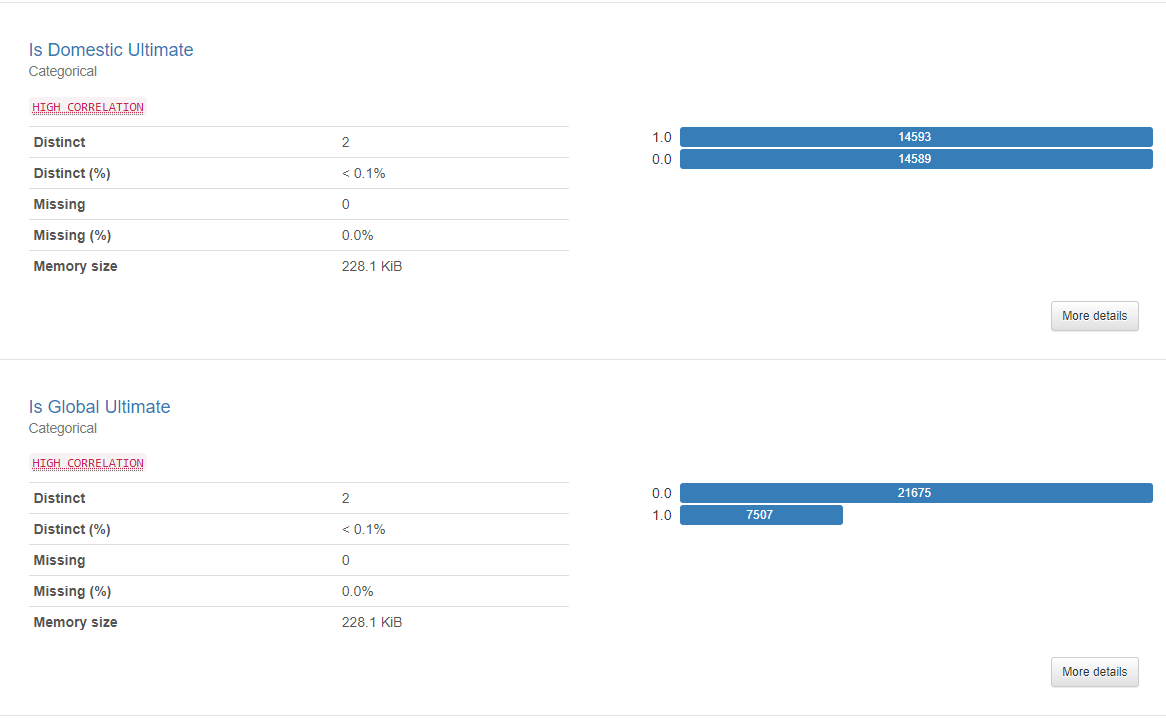 Is Domestic Ultimate
Categorical
HIGH CORRELATION
Distinct 2
Distinct (%) < 0.1%
Missing 0
Missing (%) 0.0%
Memory size 228.1 KiB
1.0 14593
0.0 14589
More details
Is Global Ultimate
Categorical
HIGH CORRELATION
Distinct 2
Distinct (%) < 0.1%
Missing 0
Missing (%) 0.0%
Memory size 228.1 KiB
0.0 21675
1.0 7507
More details